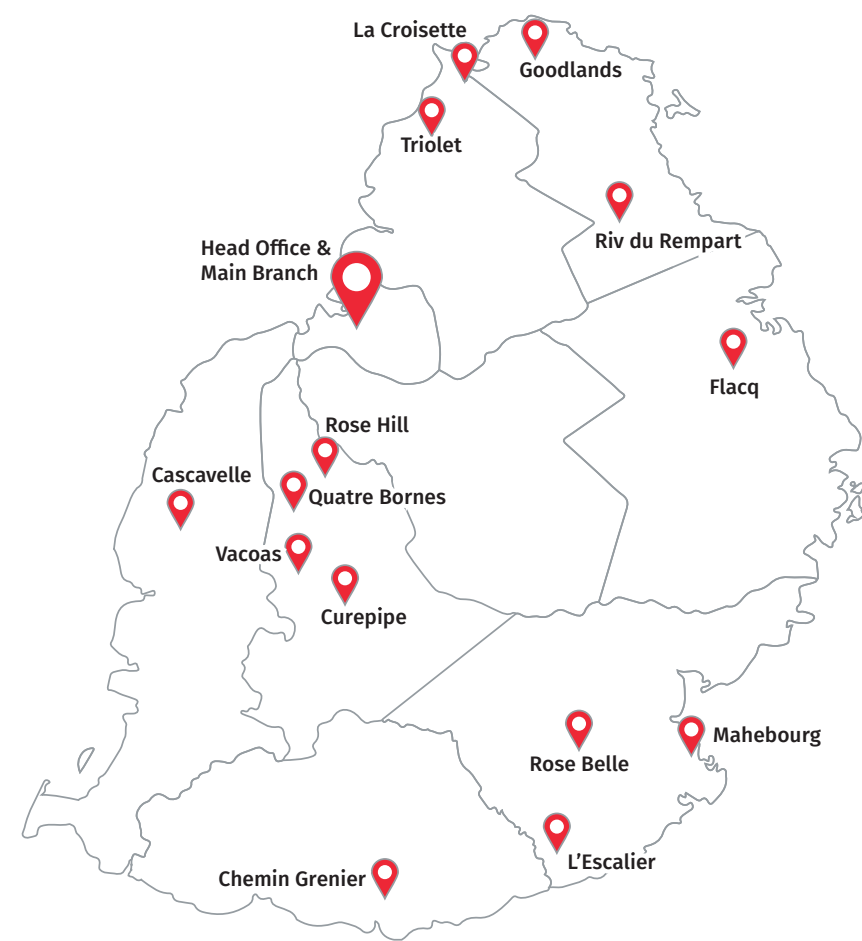 La Croisette
Goodlands
Triolet
Riv du Rempart
Head Office &
Main Branch
Flacq
Rose Hill
Cascavelle
Quatre Bornes
Vacoas
Curepipe
Mahebourg
Rose Belle
L’Escalier
Chemin Grenier